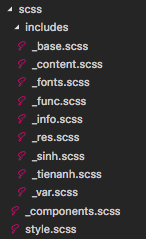 scss
includes
_base.scss
_content.scss
_fonts.scss
_func.scss
_info.scss
_res.scss
_sinh.scss
_tienanh.scss
_var.scss
_components.scss
style.scss